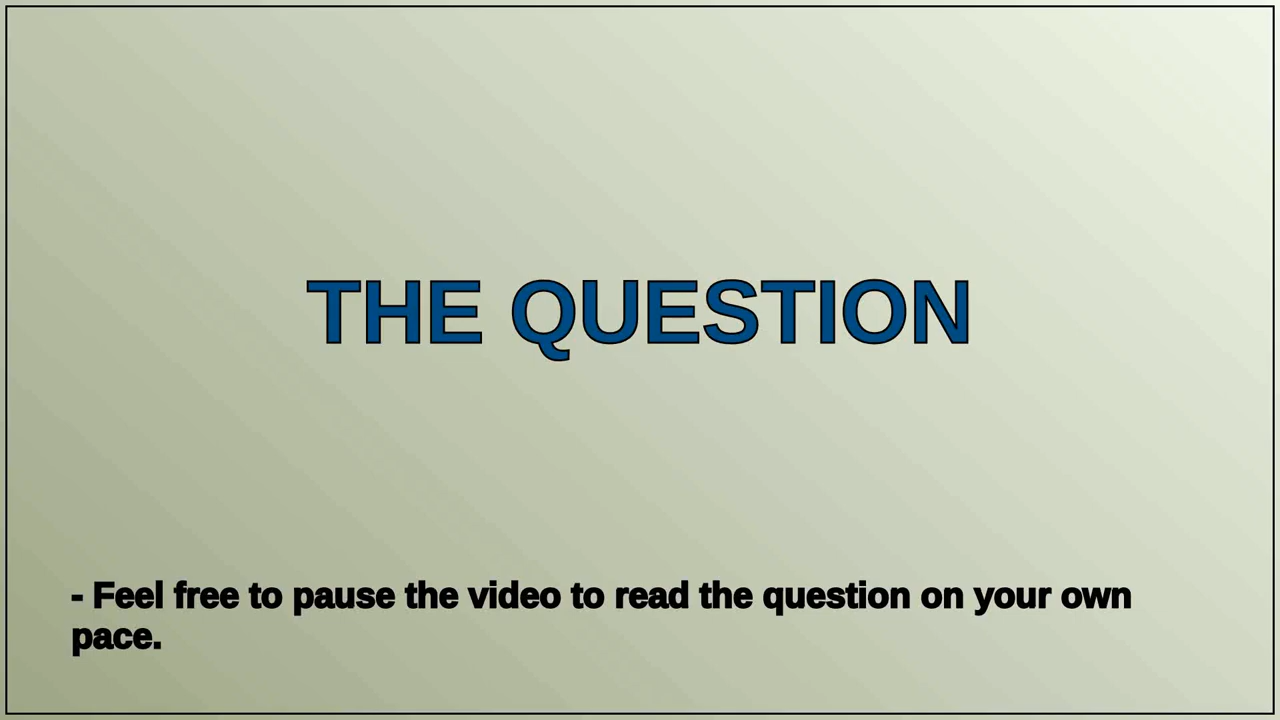 THE QUESTION
- Feel free to pause the video to read the question on your own
pace.